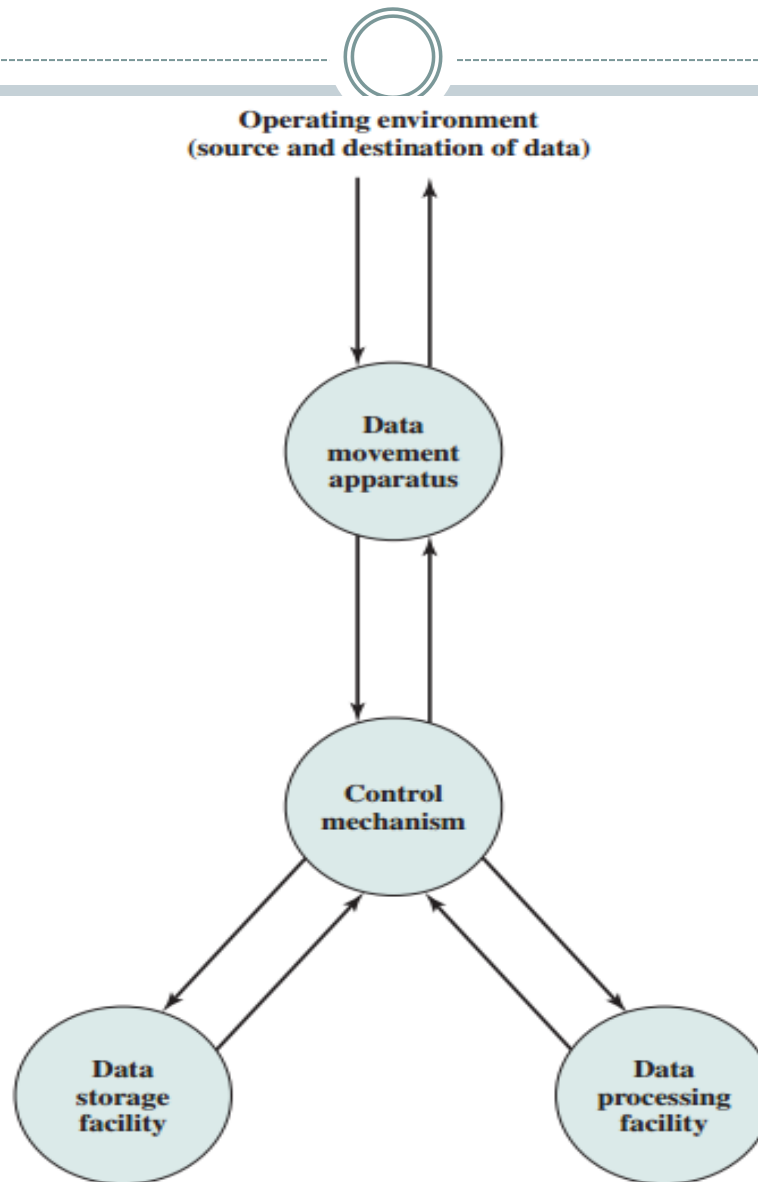 Operating environment
(source and destination of data)
Data
movement
apparatus
Control
mechanism
Data
storage
facility
Data
processing
facility